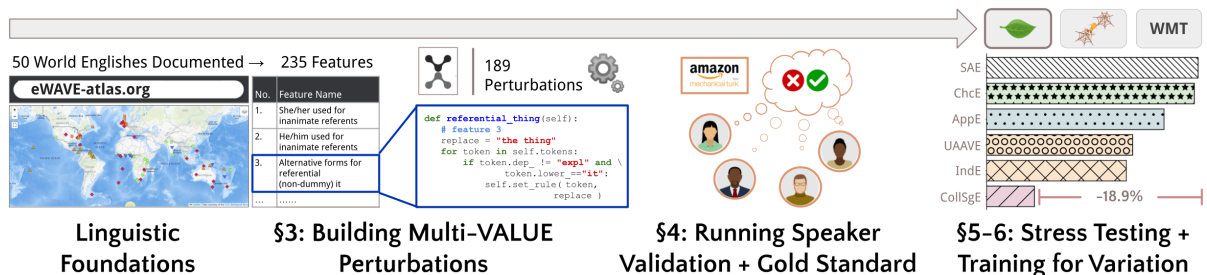 50 World Englishes Documented → 235 Features
eWAVE-atlas.org
No. Feature Name
1. She/her used for
inanimate referents
2. He/him used for
inanimate referents
3. Alternative forms for
referential
(non-dummy) it
... ......
189
Perturbations
def referential_thing(self):
# feature 3
replace = "the thing"
for token in self.tokens:
if token.dep_ != "expl" and \
token.lower_=="it":
self.set_rule( token,
replace )
amazon
mechanical turk
WMT
SAE
ChcE
AppE
UAAVE
IndE
CollSgE
-18.9%
Linguistic
Foundations
§3: Building Multi-VALUE
Perturbations
§4: Running Speaker
Validation + Gold Standard
§5-6: Stress Testing +
Training for Variation